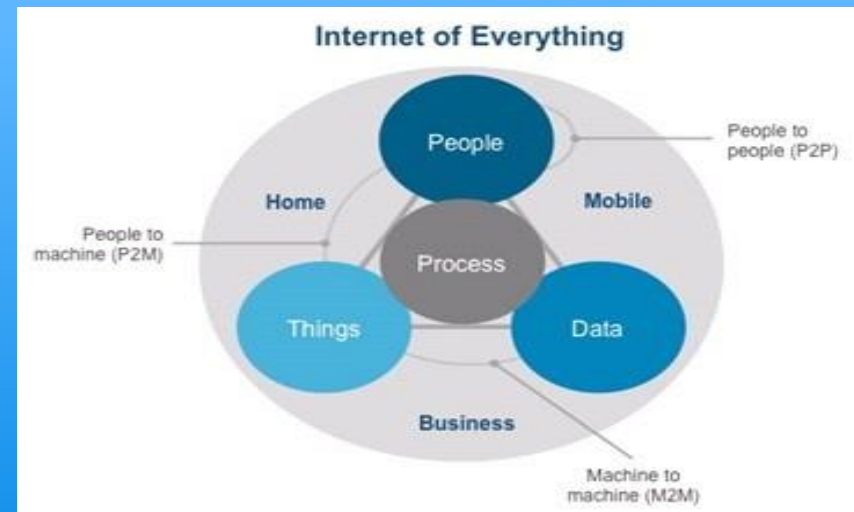 Internet of Everything
People
People to
people (P2P)
Home
Mobile
People to
machine (P2M)
Process
Things
Data
Business
Machine to
machine (M2M)